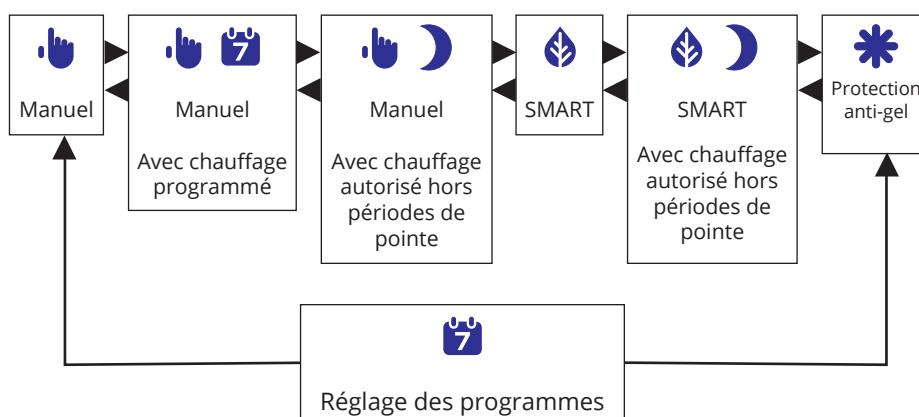 Manuel
7
Manuel
Avec chauffage
programmé
Manuel
Avec chauffage
autorisé hors
périodes de
pointe
SMART
SMART
Avec chauffage
autorisé hors
périodes de
pointe
Protection
anti-gel
7
Réglage des programmes